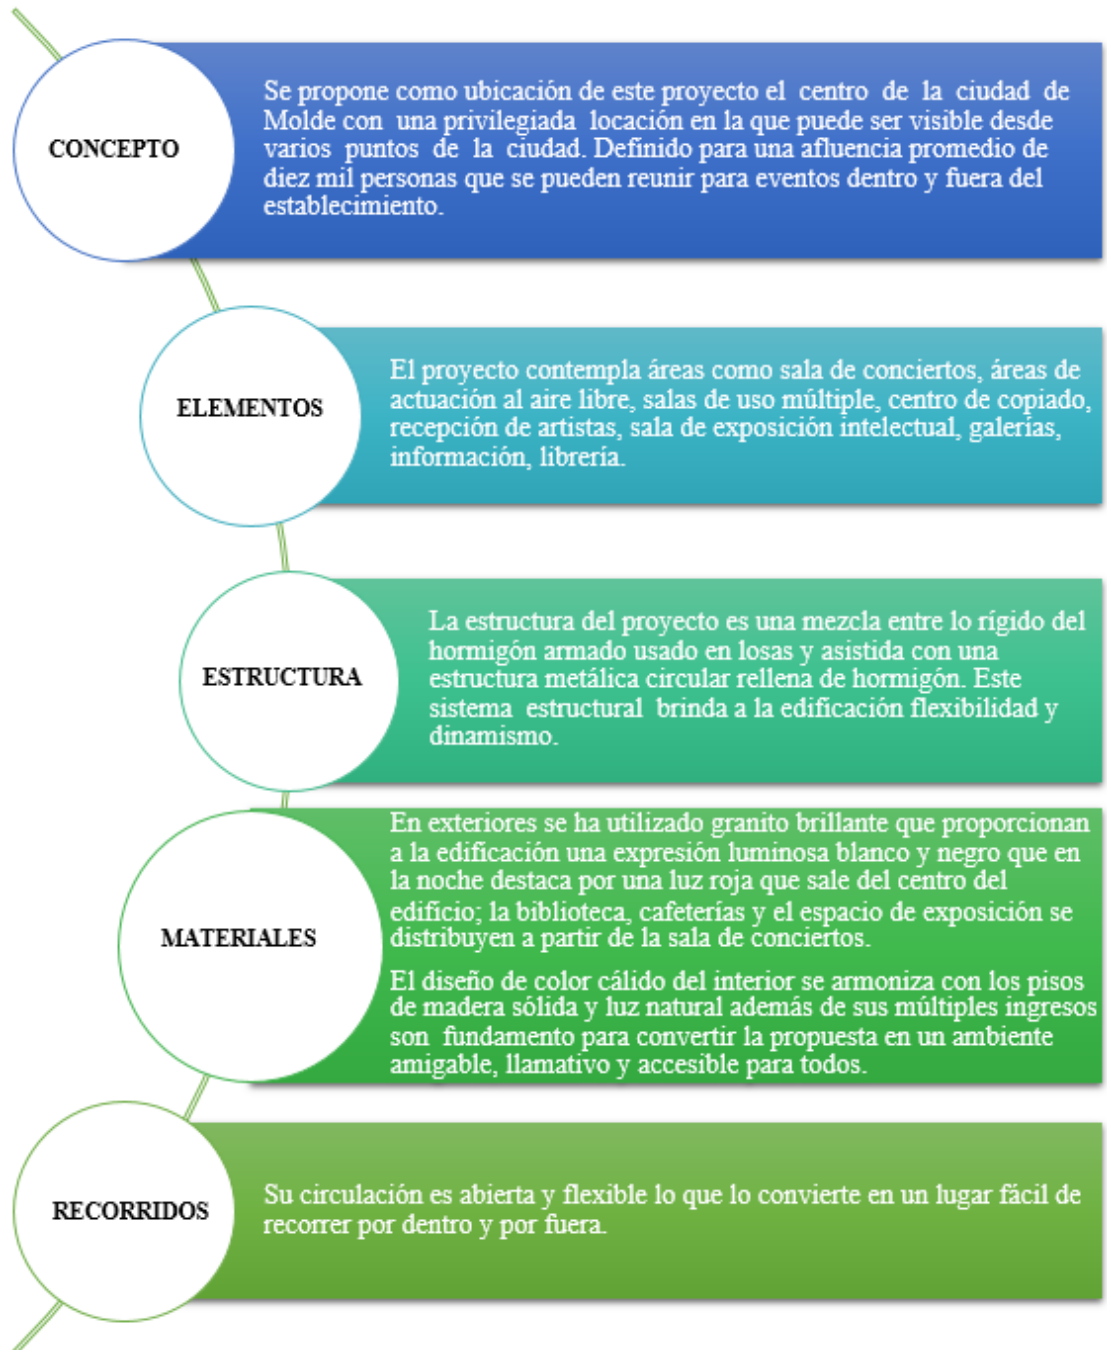 CONCEPTO
Se propone como ubicación de este proyecto el centro de la ciudad de
Molde con una privilegiada locación en la que puede ser visible desde
varios puntos de la ciudad. Definido para una afluencia promedio de
diez mil personas que se pueden reunir para eventos dentro y fuera del
establecimiento.
ELEMENTOS
El proyecto contempla áreas como sala de conciertos, áreas de
actuación al aire libre, salas de uso múltiple, centro de copiado,
recepción de artistas, sala de exposición intelectual, galerías,
información, librería.
ESTRUCTURA
La estructura del proyecto es una mezcla entre lo rígido del
hormigón armado usado en losas y asistida con una
estructura metálica circular rellena de hormigón. Este
sistema estructural brinda a la edificación flexibilidad y
dinamismo.
MATERIALES
En exteriores se ha utilizado granito brillante que proporcionan
a la edificación una expresión luminosa blanco y negro que en
la noche destaca por una luz roja que sale del centro del
edificio; la biblioteca, cafeterías y el espacio de exposición se
distribuyen a partir de la sala de conciertos.
El diseño de color cálido del interior se armoniza con los pisos
de madera sólida y luz natural además de sus múltiples ingresos
son fundamento para convertir la propuesta en un ambiente
amigable, llamativo y accesible para todos.
RECORRIDOS
Su circulación es abierta y flexible lo que lo convierte en un lugar fácil de
recorrer por dentro y por fuera.